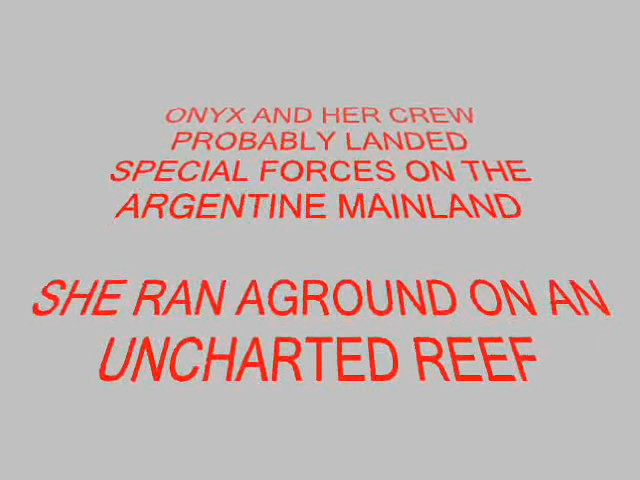 ONYX AND HER CREW
PROBABLY LANDED
SPECIAL FORCES ON THE
ARGENTINE MAINLAND
SHE RAN AGROUND ON AN
UNCHARTED REEF